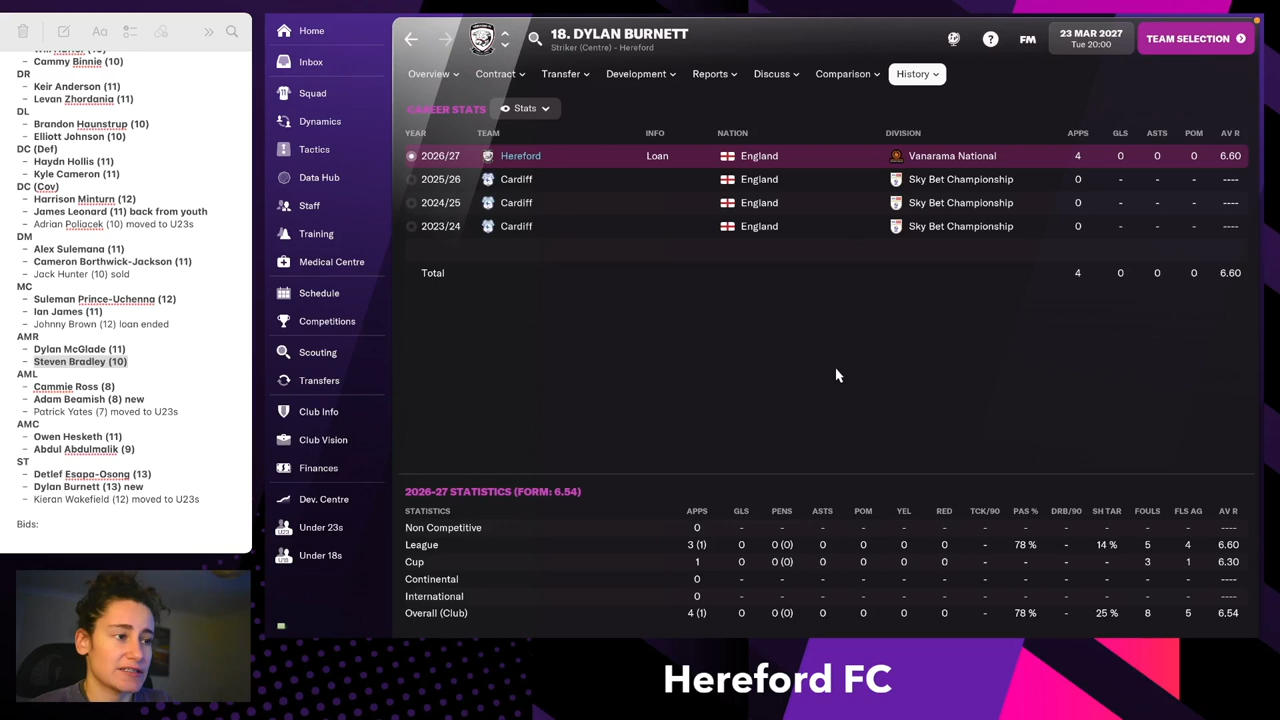 Cammy Binnie (10)
DR
– Keir Anderson (11)
– Levan Zhordania (11)
DL
– Brandon Haunstrup (10)
– Elliott Johnson (10)
DC (Def)
– Haydn Hollis (11)
– Kyle Cameron (11)
DC (Cov)
– Harrison Minturn (12)
– James Leonard (11) back from youth
– Adrian Poliacek (10) moved to U23s
DM
– Alex Sulemana (11)
– Cameron Borthwick-Jackson (11)
– Jack Hunter (10) sold
MC
– Suleman Prince-Uchenna (12)
– Ian James (11)
– Johnny Brown (12) loan ended
AMR
– Dylan McGlade (11)
– Steven Bradley (10)
AML
– Cammie Ross (8)
– Adam Beamish (8) new
– Patrick Yates (7) moved to U23s
AMC
– Owen Hesketh (11)
– Abdul Abdulmalik (9)
ST
– Detlef Esapa-Osong (13)
– Dylan Burnett (13) new
– Kieran Wakefield (12) moved to U23s
Bids:
Home
Inbox
Squad
Dynamics
Tactics
Data Hub
Staff
Training
Medical Centre
Schedule
Competitions
Scouting
Transfers
Club Info
Club Vision
Finances
Dev. Centre
Under 23s
Under 18s
18. DYLAN BURNETT
Striker (Centre) - Hereford
FM
23 MAR 2027
Tue 20:00
TEAM SELECTION
Overview Contract Transfer Development Reports Discuss Comparison History
CAREER STATS Stats
YEAR TEAM INFO NATION DIVISION APPS GLS ASTS POM AV R
2026/27 Hereford Loan England Vanarama National 4 0 0 0 6.60
2025/26 Cardiff England Sky Bet Championship 0 - - - ----
2024/25 Cardiff England Sky Bet Championship 0 - - - ----
2023/24 Cardiff England Sky Bet Championship 0 - - - ----
Total 4 0 0 0 6.60
2026-27 STATISTICS (FORM: 6.54)
STATISTICS APPS GLS PENS ASTS POM YEL RED TCK/90 PAS % DRB/90 SH TAR FOULS FLS AG AV R
Non Competitive 0 - - - - - - - - - - - - ----
League 3 (1) 0 0 (0) 0 0 0 0 - 78 % - 14 % 5 4 6.60
Cup 1 0 0 (0) 0 0 0 0 - - - - 3 1 6.30
Continental 0 - - - - - - - - - - - - ----
International 0 - - - - - - - - - - - - ----
Overall (Club) 4 (1) 0 0 (0) 0 0 0 0 - 78 % - 25 % 8 5 6.54
Hereford FC